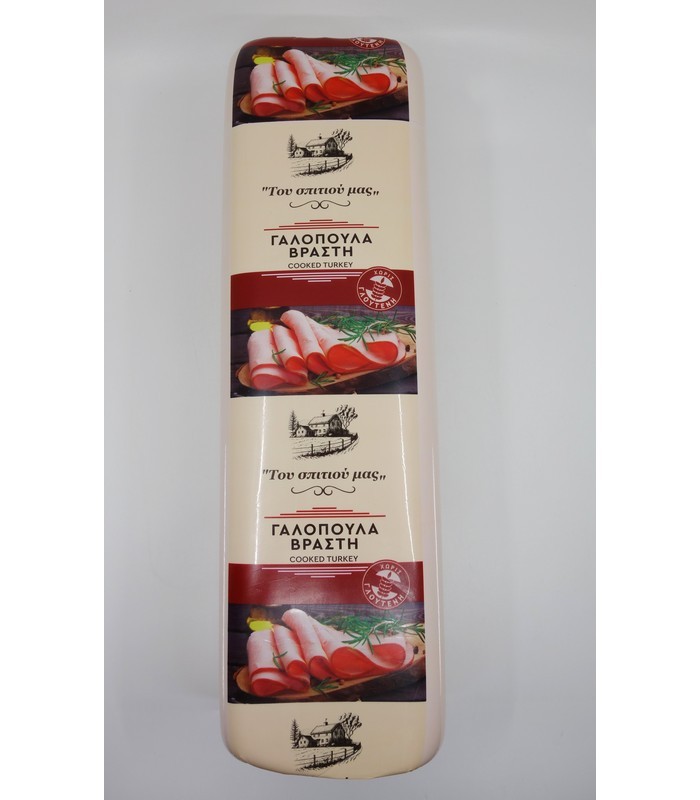 "Του σπιτιού μας„
ΓΑΛΟΠΟΥΛΑ
ΒΡΑΣΤΗ
COOKED TURKEY
ΧΩΡΙΣ
ΓΛΟΥΤΕΝΗ
"Του σπιτιού μας„
ΓΑΛΟΠΟΥΛΑ
ΒΡΑΣΤΗ
COOKED TURKEY
ΧΩΡΙΣ
ΓΛΟΥΤΕΝΗ